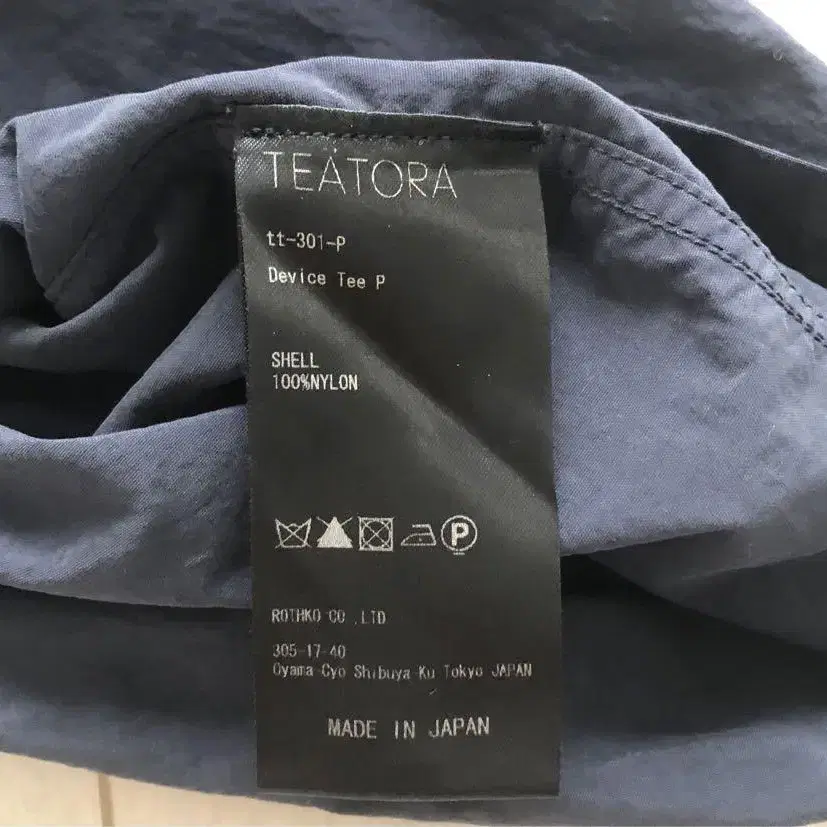 TEÁTORA
tt-301-P
Device Tee P
SHELL
100%NYLON
P
ROTHKO CO .LTD
305-17-40
Oyama-Cyo Shibuya-Ku Tokyo JAPAN
MADE IN JAPAN